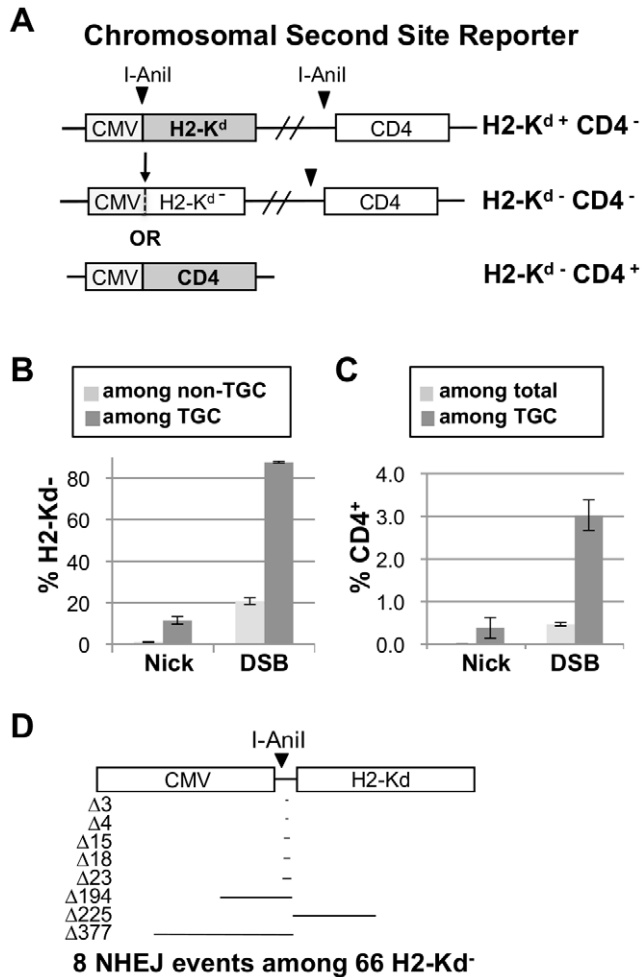 A
Chromosomal Second Site Reporter
I-AniI I-AniI
CMV H2-Kᵈ CD4 H2-Kᵈ⁺ CD4⁻
CMV H2-Kᵈ⁻ CD4 H2-Kᵈ⁻ CD4⁻
OR
CMV CD4 H2-Kᵈ⁻ CD4⁺
B
among non-TGC
among TGC
% H2-Kd-
80
60
40
20
0
Nick DSB
C
among total
among TGC
% CD4⁺
4.0
3.0
2.0
1.0
0.0
Nick DSB
D
I-AniI
CMV H2-Kd
Δ3
Δ4
Δ15
Δ18
Δ23
Δ194
Δ225
Δ377
8 NHEJ events among 66 H2-Kd⁻